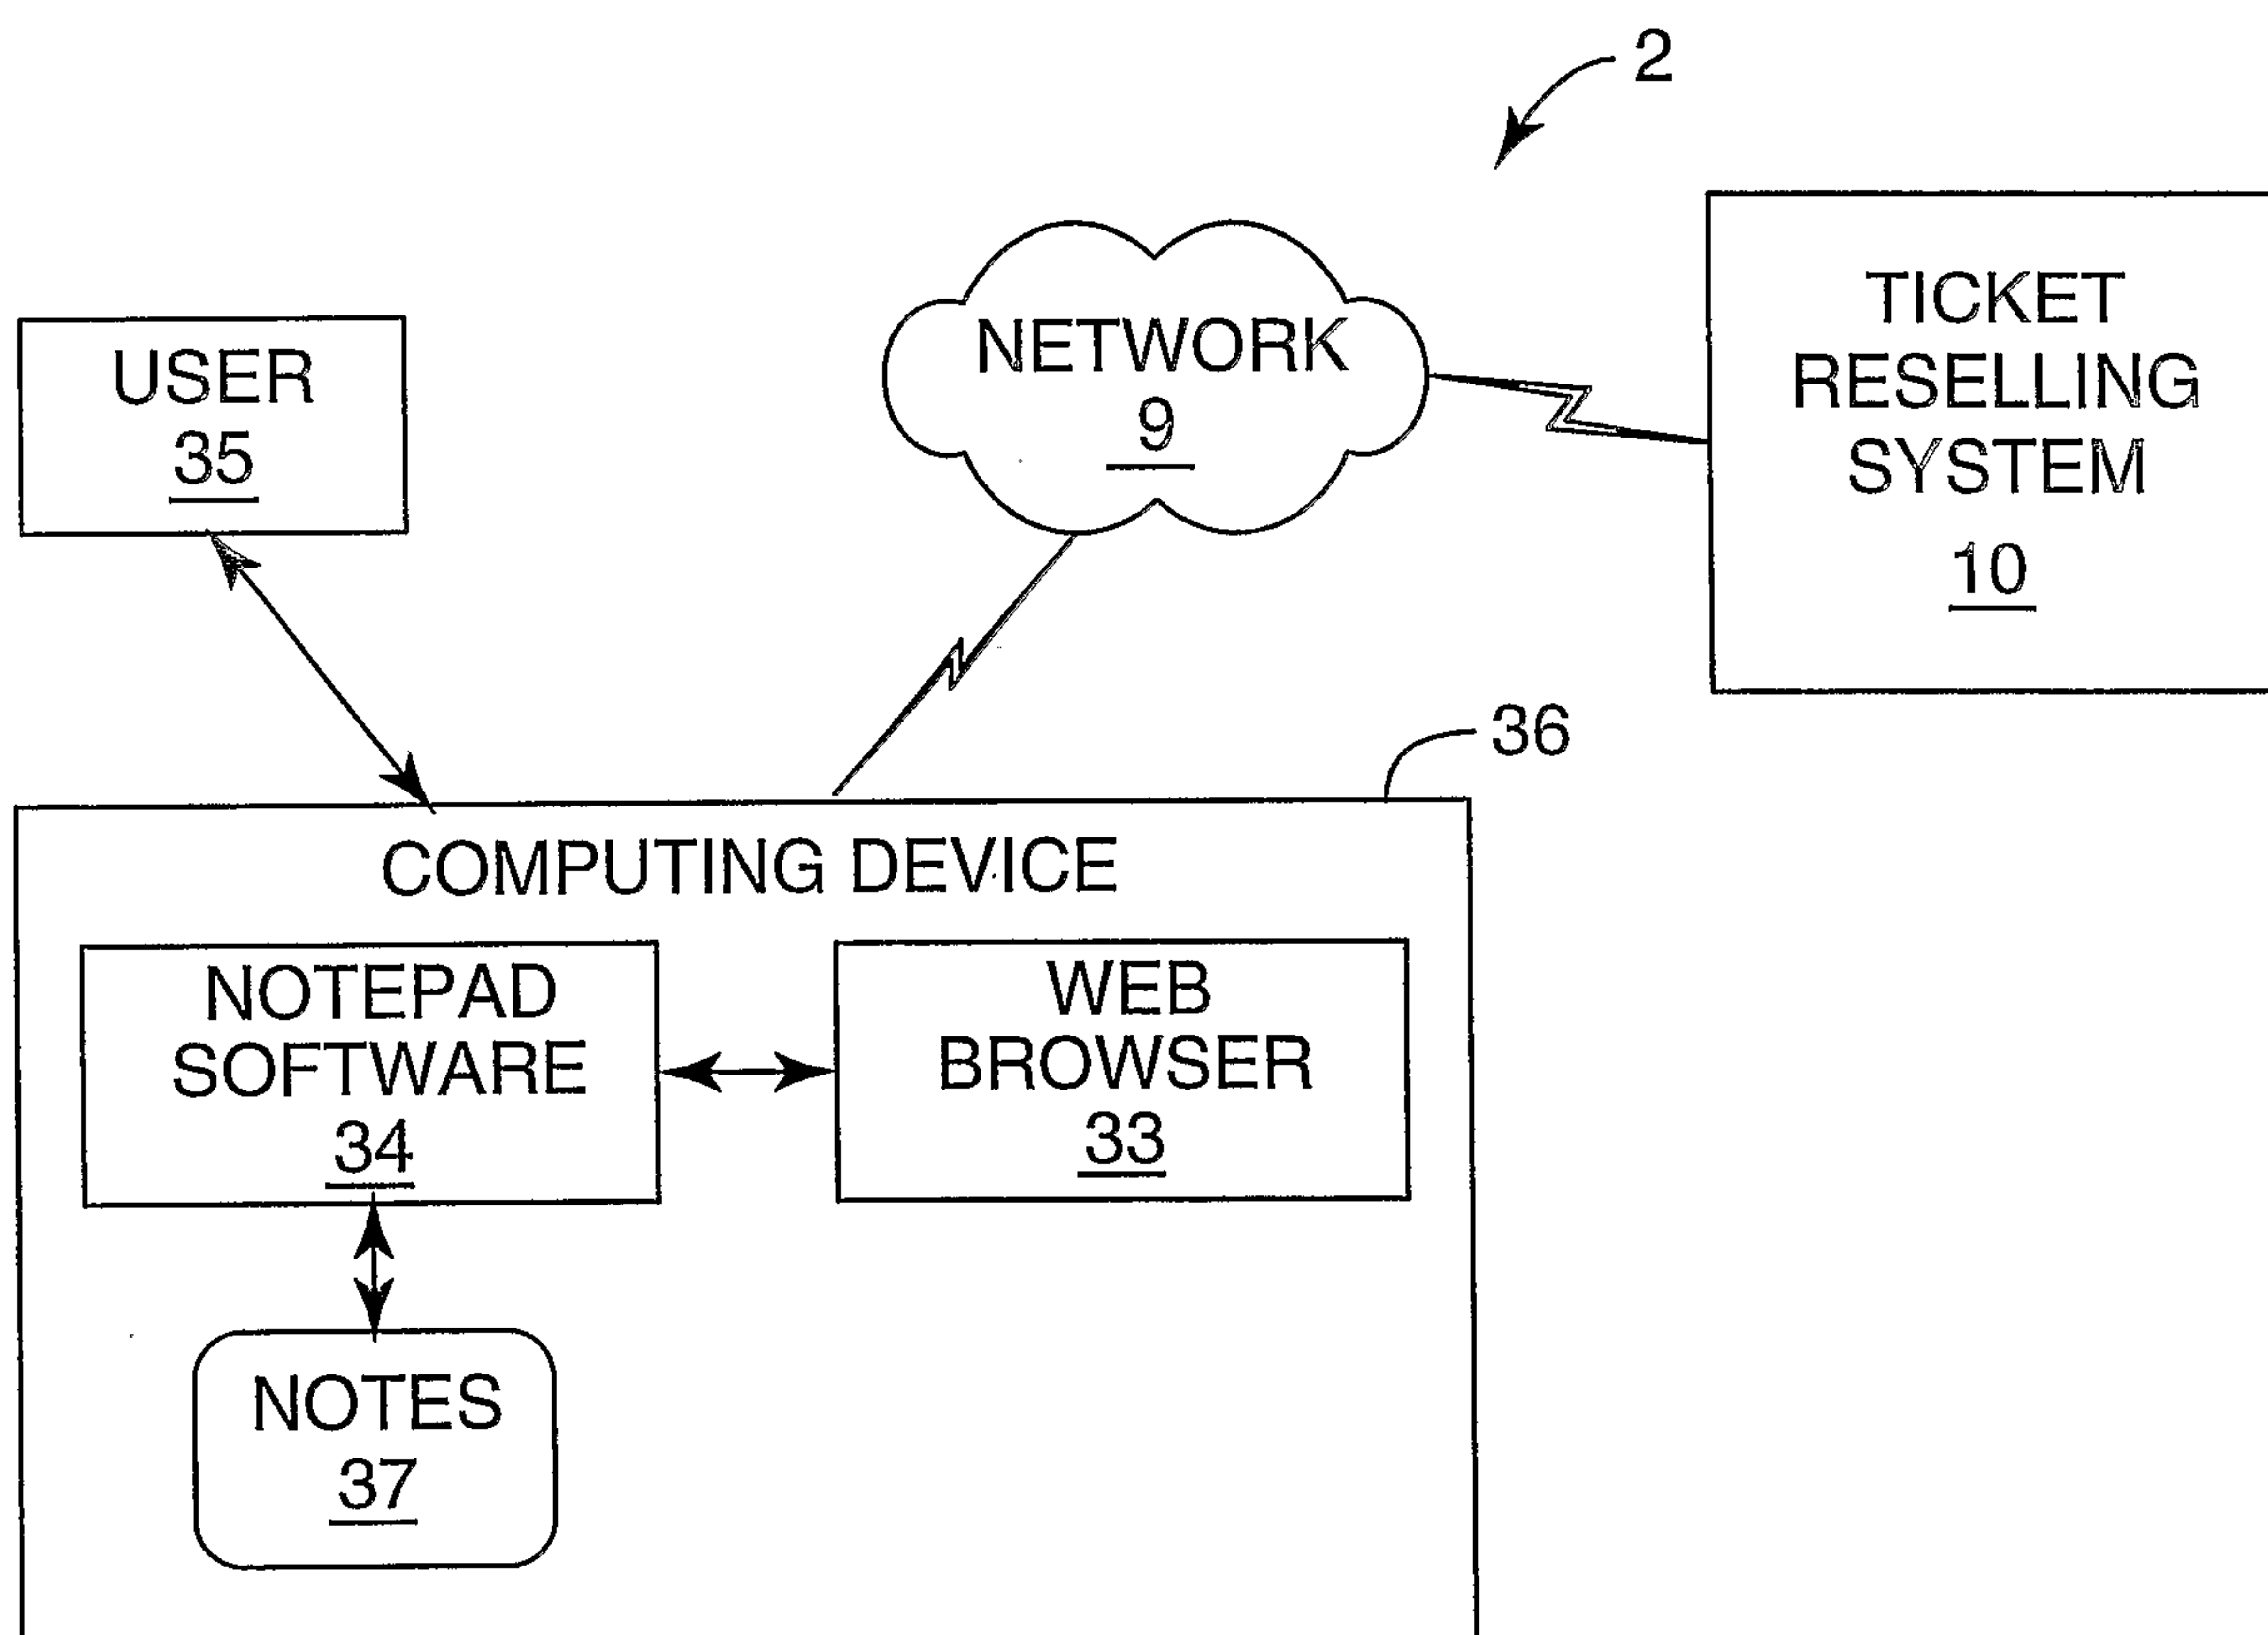 2
TICKET
RESELLING
SYSTEM
10
NETWORK
9
USER
35
36
COMPUTING DEVICE
NOTEPAD
SOFTWARE
34
WEB
BROWSER
33
NOTES
37